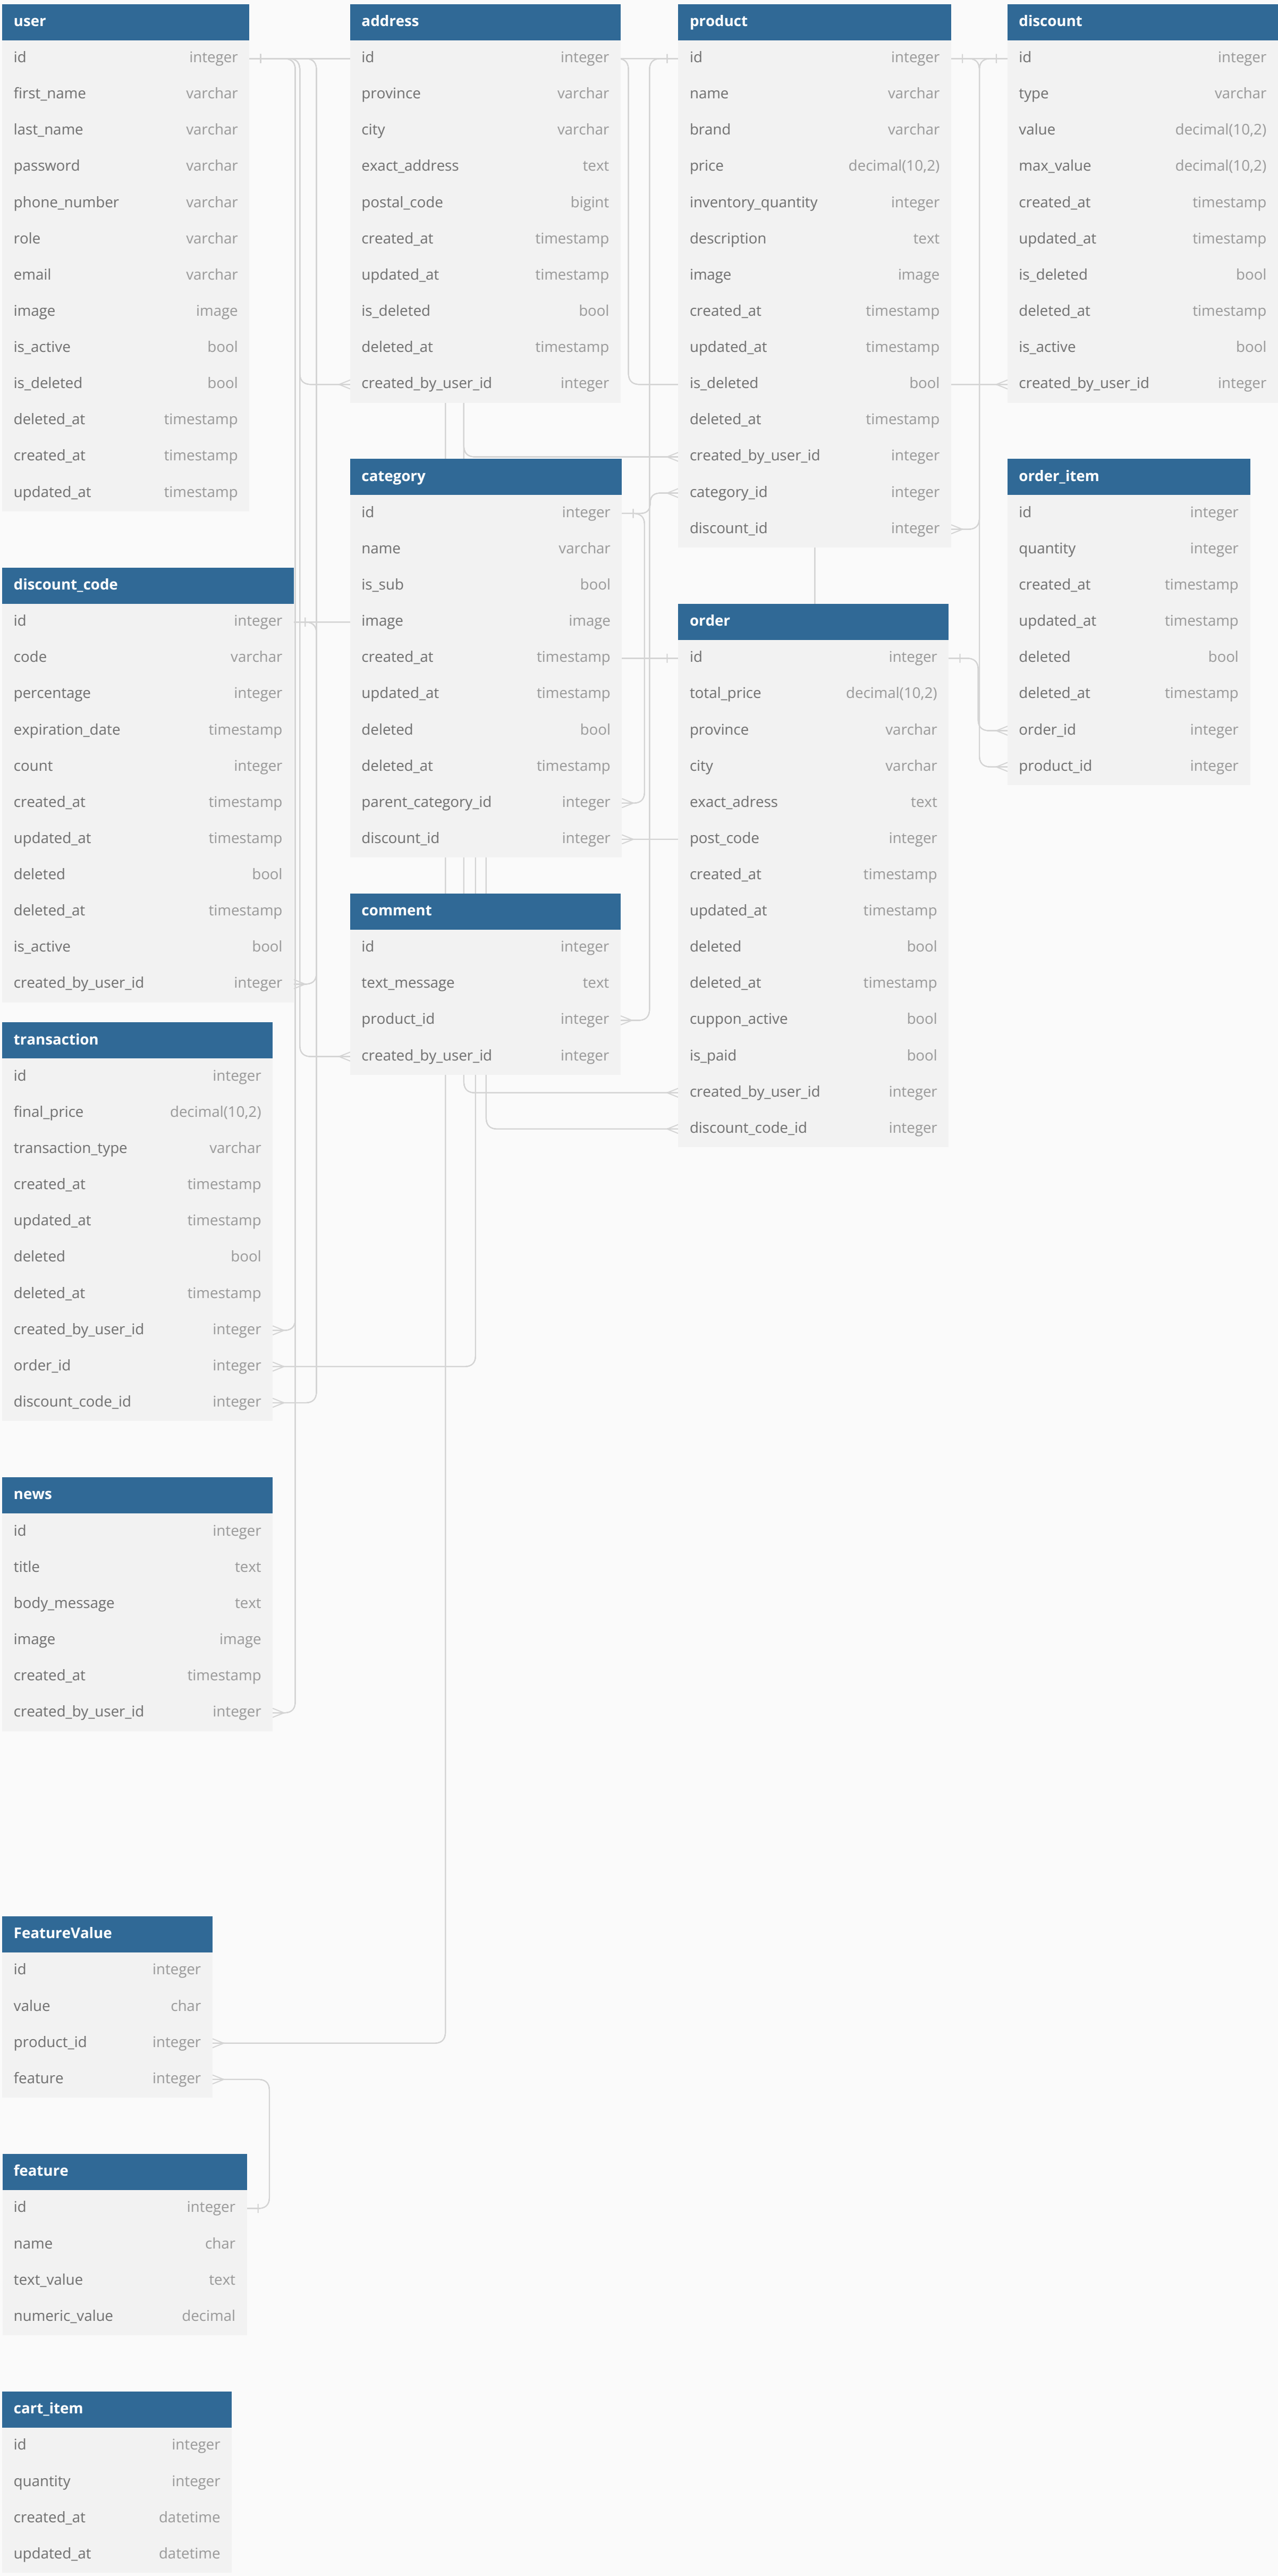 user
id integer
first_name varchar
last_name varchar
password varchar
phone_number varchar
role varchar
email varchar
image image
is_active bool
is_deleted bool
deleted_at timestamp
created_at timestamp
updated_at timestamp
address
id integer
province varchar
city varchar
exact_address text
postal_code bigint
created_at timestamp
updated_at timestamp
is_deleted bool
deleted_at timestamp
created_by_user_id integer
product
id integer
name varchar
brand varchar
price decimal(10,2)
inventory_quantity integer
description text
image image
created_at timestamp
updated_at timestamp
is_deleted bool
deleted_at timestamp
created_by_user_id integer
category_id integer
discount_id integer
discount
id integer
type varchar
value decimal(10,2)
max_value decimal(10,2)
created_at timestamp
updated_at timestamp
is_deleted bool
deleted_at timestamp
is_active bool
created_by_user_id integer
category
id integer
name varchar
is_sub bool
image image
created_at timestamp
updated_at timestamp
deleted bool
deleted_at timestamp
parent_category_id integer
discount_id integer
order_item
id integer
quantity integer
created_at timestamp
updated_at timestamp
deleted bool
deleted_at timestamp
order_id integer
product_id integer
discount_code
id integer
code varchar
percentage integer
expiration_date timestamp
count integer
created_at timestamp
updated_at timestamp
deleted bool
deleted_at timestamp
is_active bool
created_by_user_id integer
order
id integer
total_price decimal(10,2)
province varchar
city varchar
exact_adress text
post_code integer
created_at timestamp
updated_at timestamp
deleted bool
deleted_at timestamp
cuppon_active bool
is_paid bool
created_by_user_id integer
discount_code_id integer
comment
id integer
text_message text
product_id integer
created_by_user_id integer
transaction
id integer
final_price decimal(10,2)
transaction_type varchar
created_at timestamp
updated_at timestamp
deleted bool
deleted_at timestamp
created_by_user_id integer
order_id integer
discount_code_id integer
news
id integer
title text
body_message text
image image
created_at timestamp
created_by_user_id integer
FeatureValue
id integer
value char
product_id integer
feature integer
feature
id integer
name char
text_value text
numeric_value decimal
cart_item
id integer
quantity integer
created_at datetime
updated_at datetime